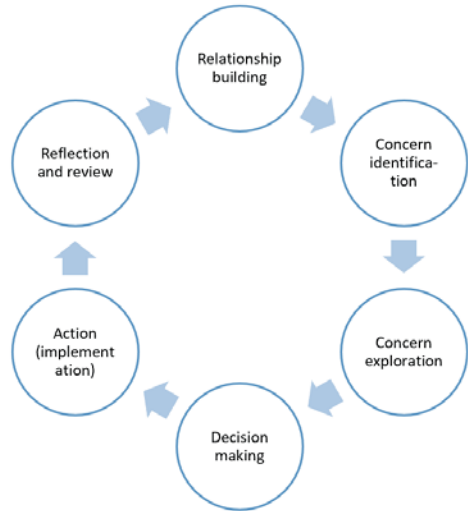 Relationship
building
Concern
identifica-
tion
Concern
exploration
Decision
making
Action
(implement
ation)
Reflection
and review